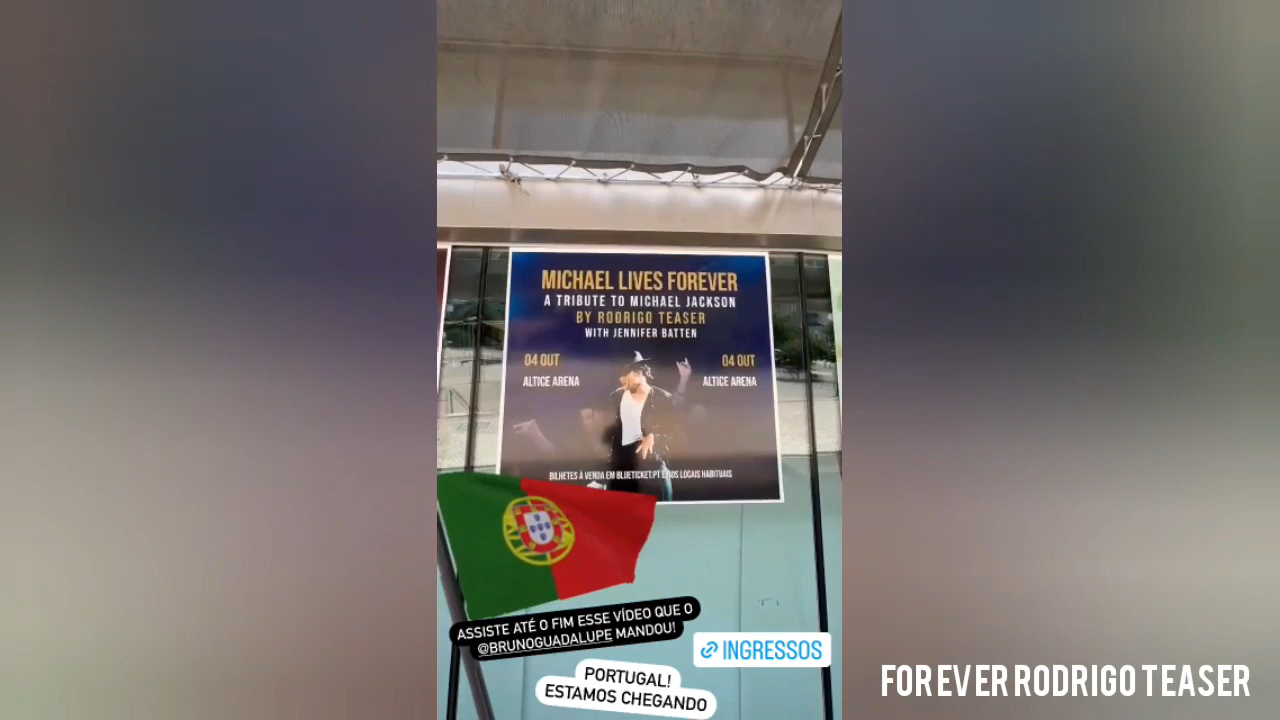 MICHAEL LIVES FOREVER
A TRIBUTE TO MICHAEL JACKSON
BY RODRIGO TEASER
WITH JENNIFER BATTEN
04 OUT
ALTICE ARENA
04 OUT
ALTICE ARENA
BILHETES À VENDA EM BLUETICKET.PT E NOS LOCAIS HABITUAIS
ASSISTE ATÉ O FIM ESSE VÍDEO QUE O
@BRUNOGUADALUPE MANDOU!
INGRESSOS
PORTUGAL!
ESTAMOS CHEGANDO
FOREVER RODRIGO TEASER